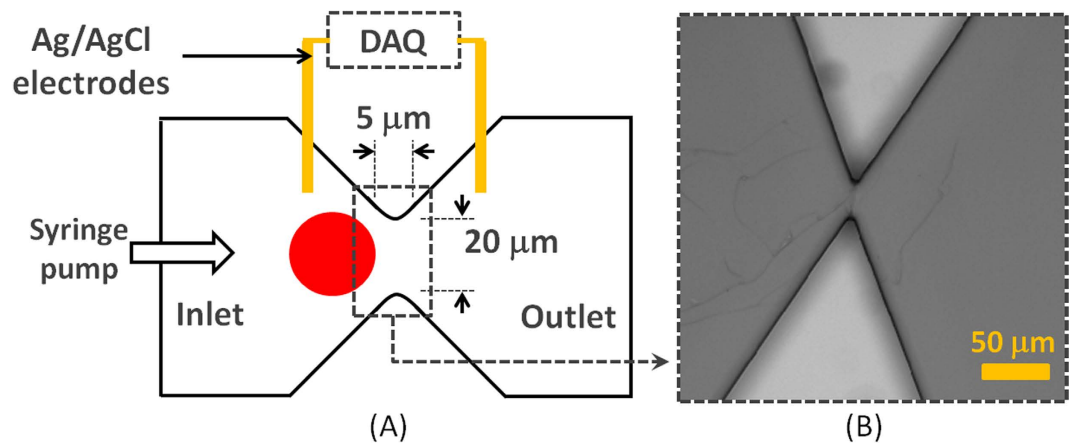 Ag/AgCl
electrodes
DAQ
5 μm
20 μm
Syringe
pump
Inlet
Outlet
(A)
50 μm
(B)